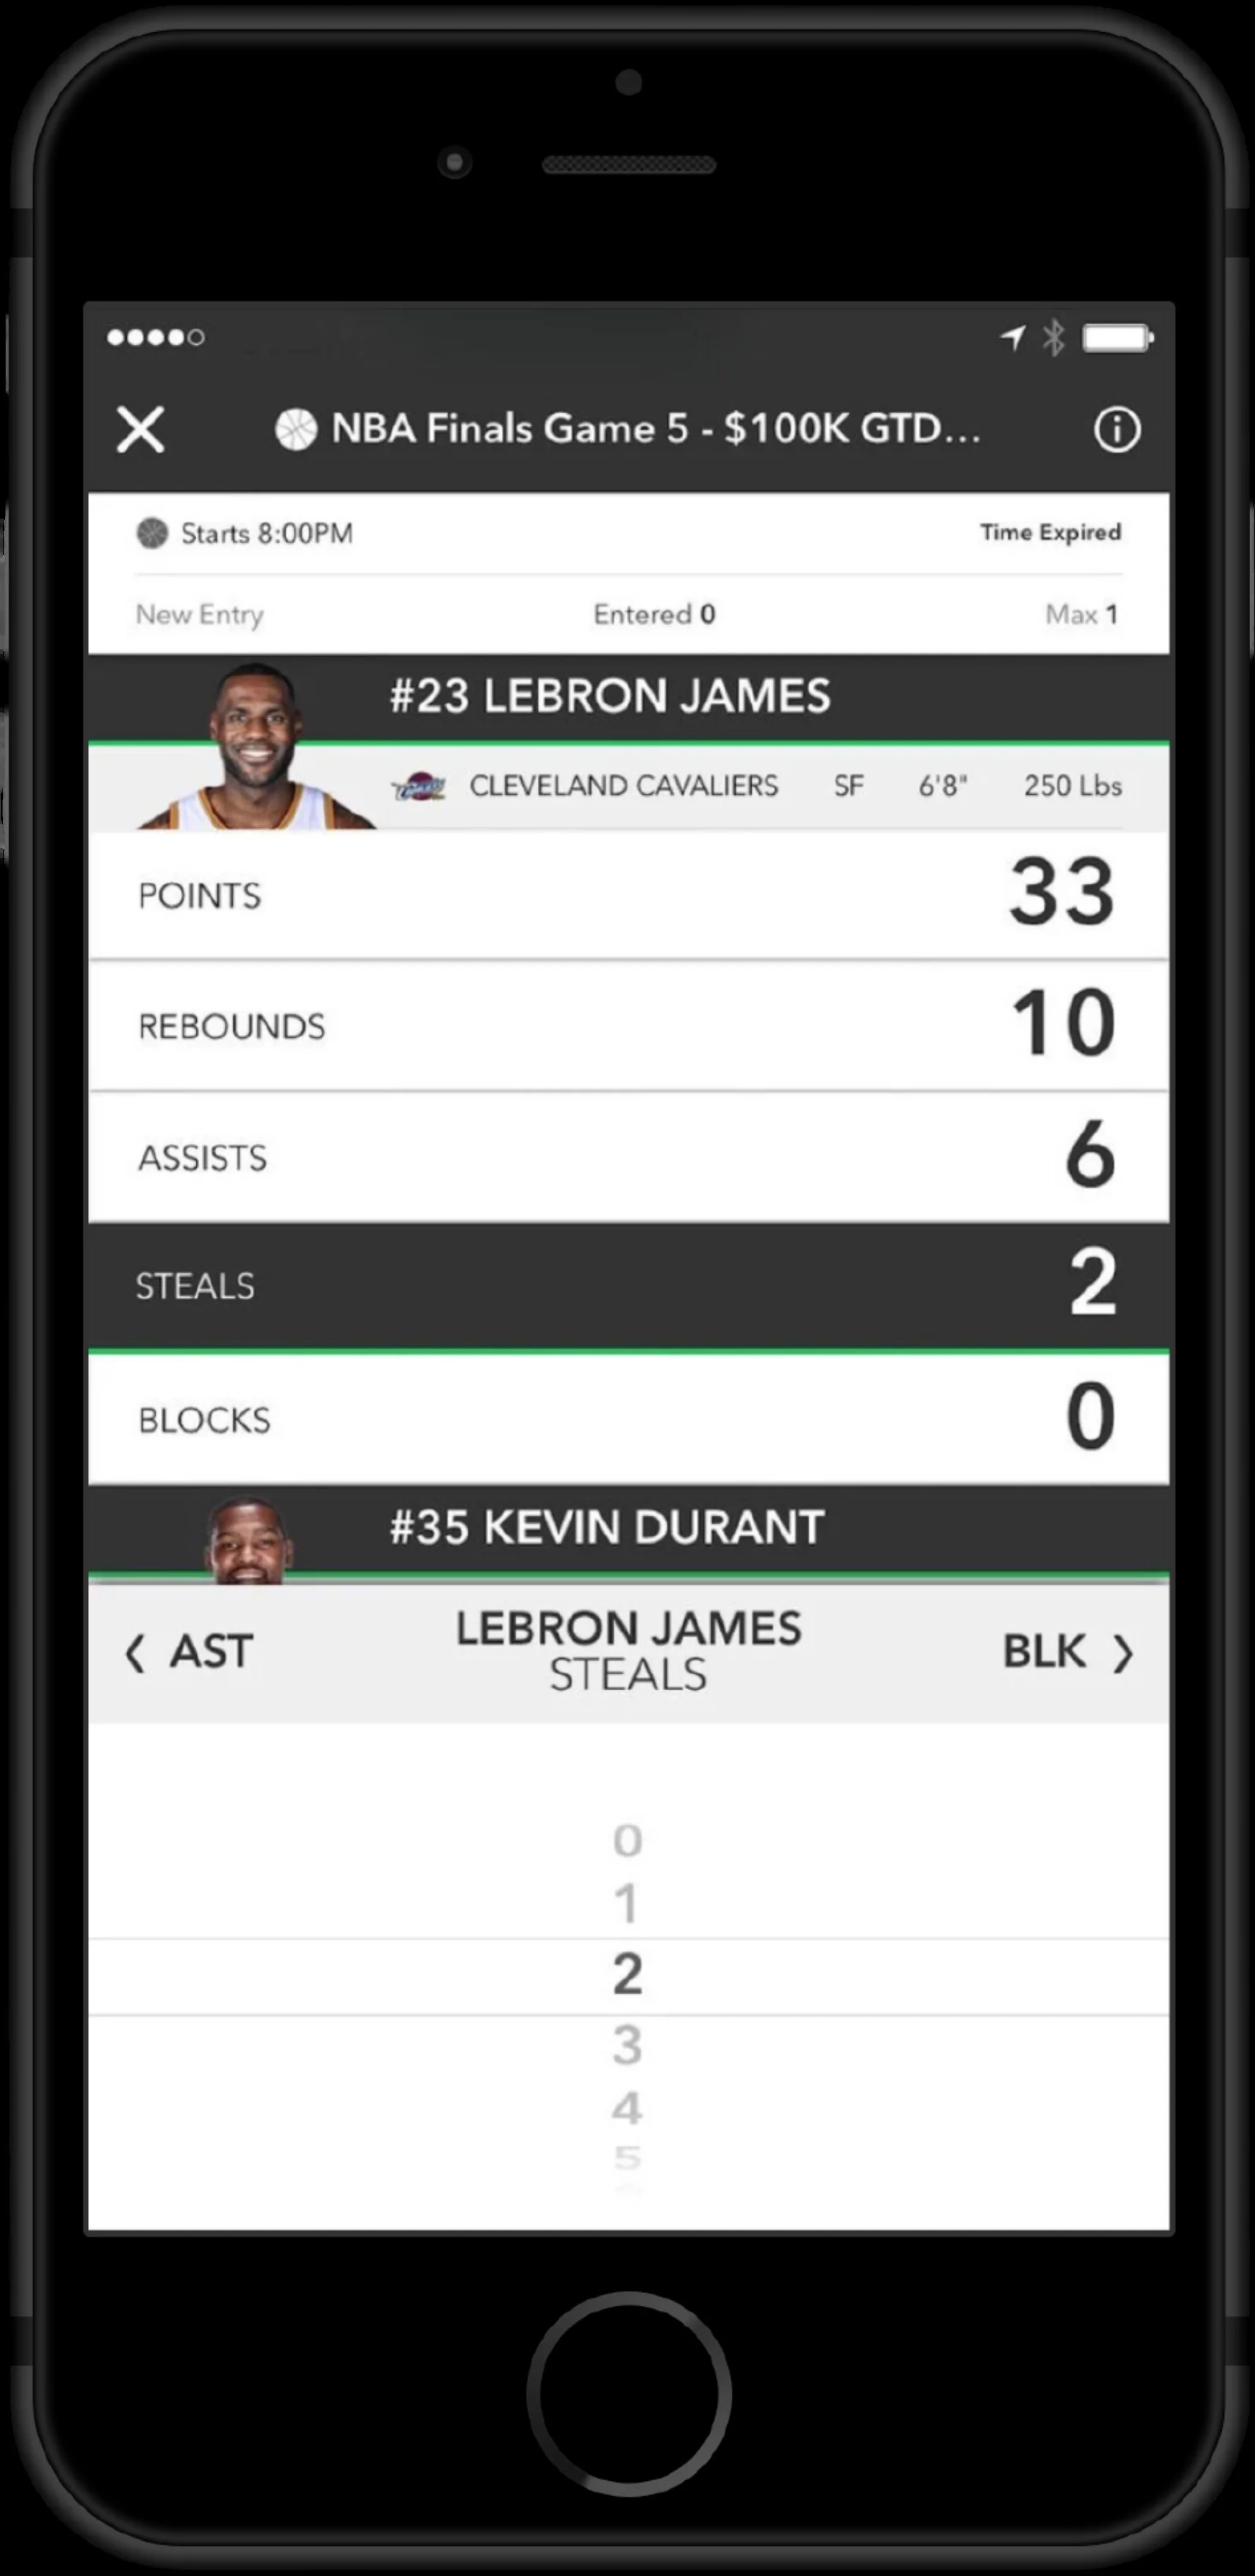 NBA Finals Game 5 - $100K GTD...
Starts 8:00PM Time Expired
New Entry Entered 0 Max 1
#23 LEBRON JAMES
CLEVELAND CAVALIERS SF 6'8" 250 Lbs
POINTS 33
REBOUNDS 10
ASSISTS 6
STEALS 2
BLOCKS 0
#35 KEVIN DURANT
AST LEBRON JAMES BLK
STEALS
0
1
2
3
4
5